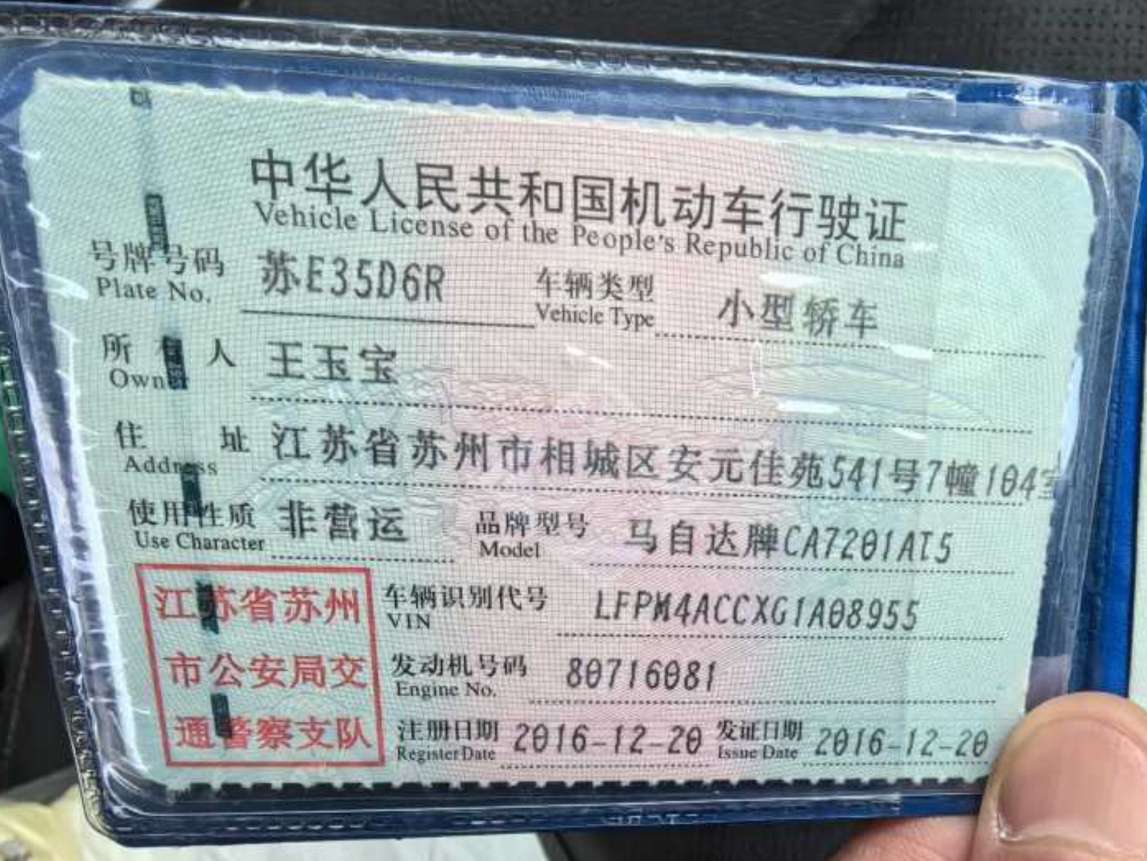 中华人民共和国机动车行驶证
Vehicle License of the People's Republic of China
号牌号码 苏E35D6R 车辆类型 小型轿车
Plate No. Vehicle Type
所有人 王玉宝
Owner
住址 江苏省苏州市相城区安元佳苑541号7幢104室
Address
使用性质 非营运 品牌型号 马自达牌CA7201AT5
Use Character Model
江苏省苏州 车辆识别代号 LFPM4ACCXG1A08955
VIN
市公安局交 发动机号码 80716081
Engine No.
通警察支队 注册日期 2016-12-20 发证日期 2016-12-20
Register Date Issue Date